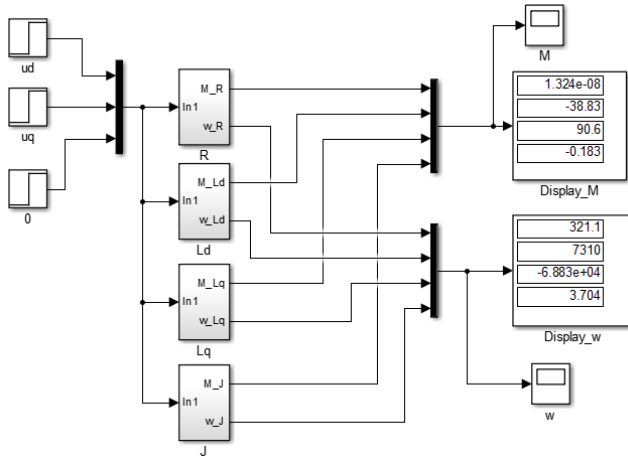 ud
uq
0
In1
M_R
w_R
R
In1
M_Ld
w_Ld
Ld
In1
M_Lq
w_Lq
Lq
In1
M_J
w_J
J
M
1.324e-08
-38.83
90.6
-0.183
Display_M
321.1
7310
-6.883e+04
3.704
Display_w
w